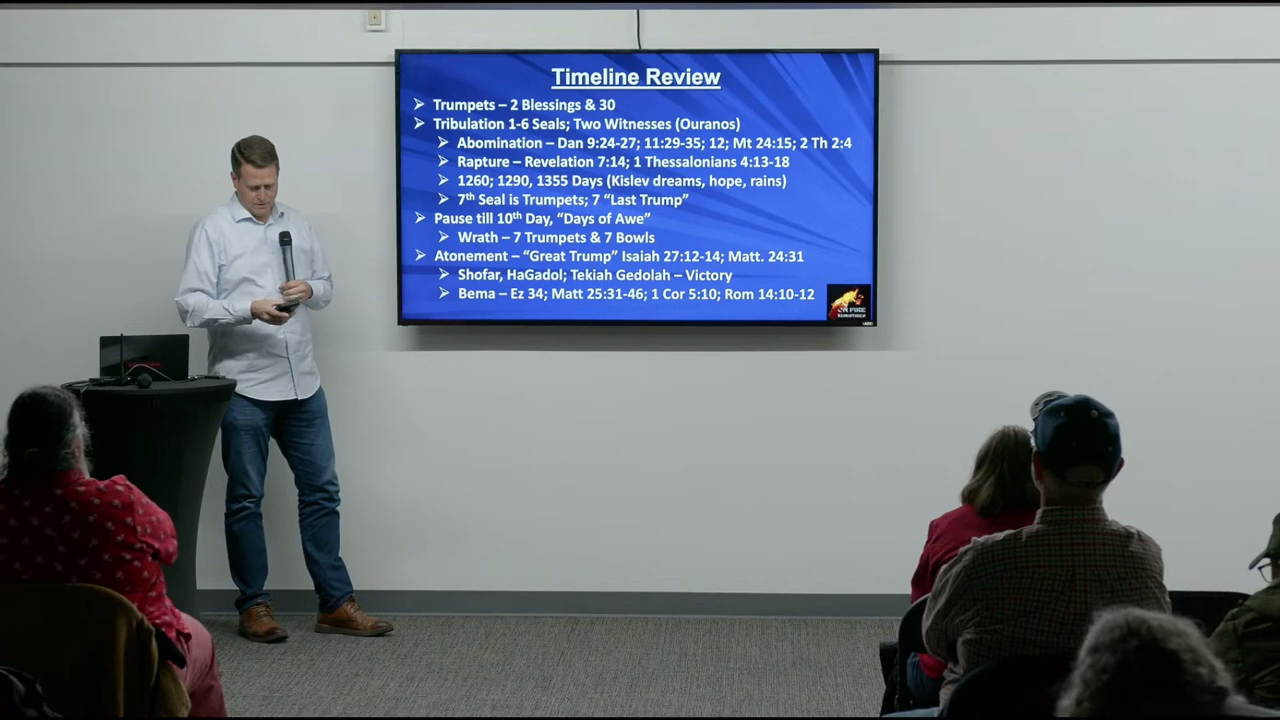 Timeline Review
➢ Trumpets – 2 Blessings & 30
➢ Tribulation 1-6 Seals; Two Witnesses (Ouranos)
➢ Abomination – Dan 9:24-27; 11:29-35; 12; Mt 24:15; 2 Th 2:4
➢ Rapture – Revelation 7:14; 1 Thessalonians 4:13-18
➢ 1260; 1290, 1355 Days (Kislev dreams, hope, rains)
➢ 7th Seal is Trumpets; 7 “Last Trump”
➢ Pause till 10th Day, “Days of Awe”
➢ Wrath – 7 Trumpets & 7 Bowls
➢ Atonement – “Great Trump” Isaiah 27:12-14; Matt. 24:31
➢ Shofar, HaGadol; Tekiah Gedolah – Victory
➢ Bema – Ez 34; Matt 25:31-46; 1 Cor 5:10; Rom 14:10-12
ON FIRE